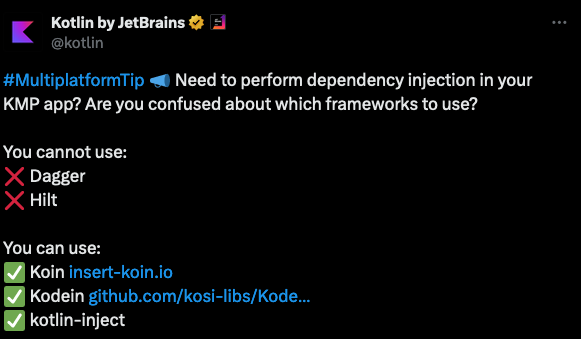 Kotlin by JetBrains
@kotlin
#MultiplatformTip 📣 Need to perform dependency injection in your
KMP app? Are you confused about which frameworks to use?
You cannot use:
❌ Dagger
❌ Hilt
You can use:
✅ Koin insert-koin.io
✅ Kodein github.com/kosi-libs/Kode...
✅ kotlin-inject